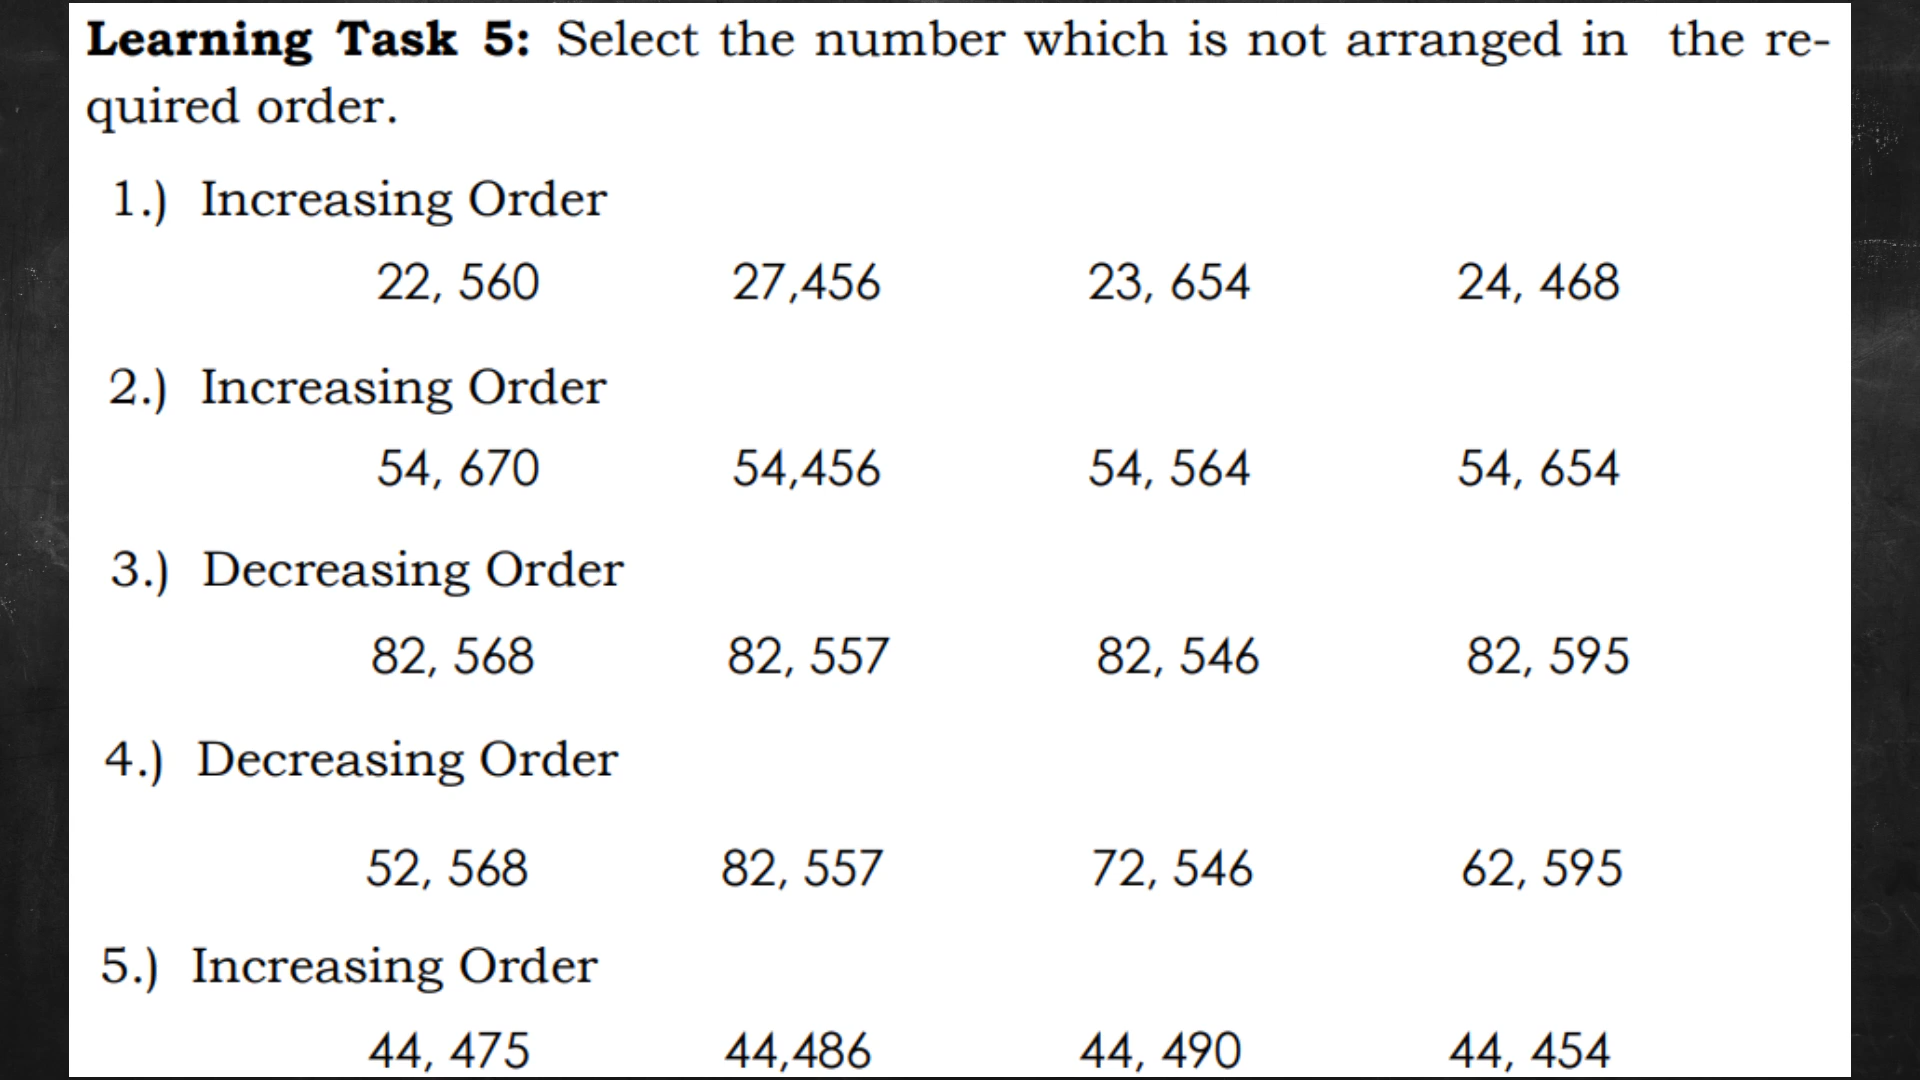 Learning Task 5: Select the number which is not arranged in the re-
quired order.
1.) Increasing Order
22, 560 27,456 23, 654 24, 468
2.) Increasing Order
54, 670 54,456 54, 564 54, 654
3.) Decreasing Order
82, 568 82, 557 82, 546 82, 595
4.) Decreasing Order
52, 568 82, 557 72, 546 62, 595
5.) Increasing Order
44, 475 44,486 44, 490 44, 454